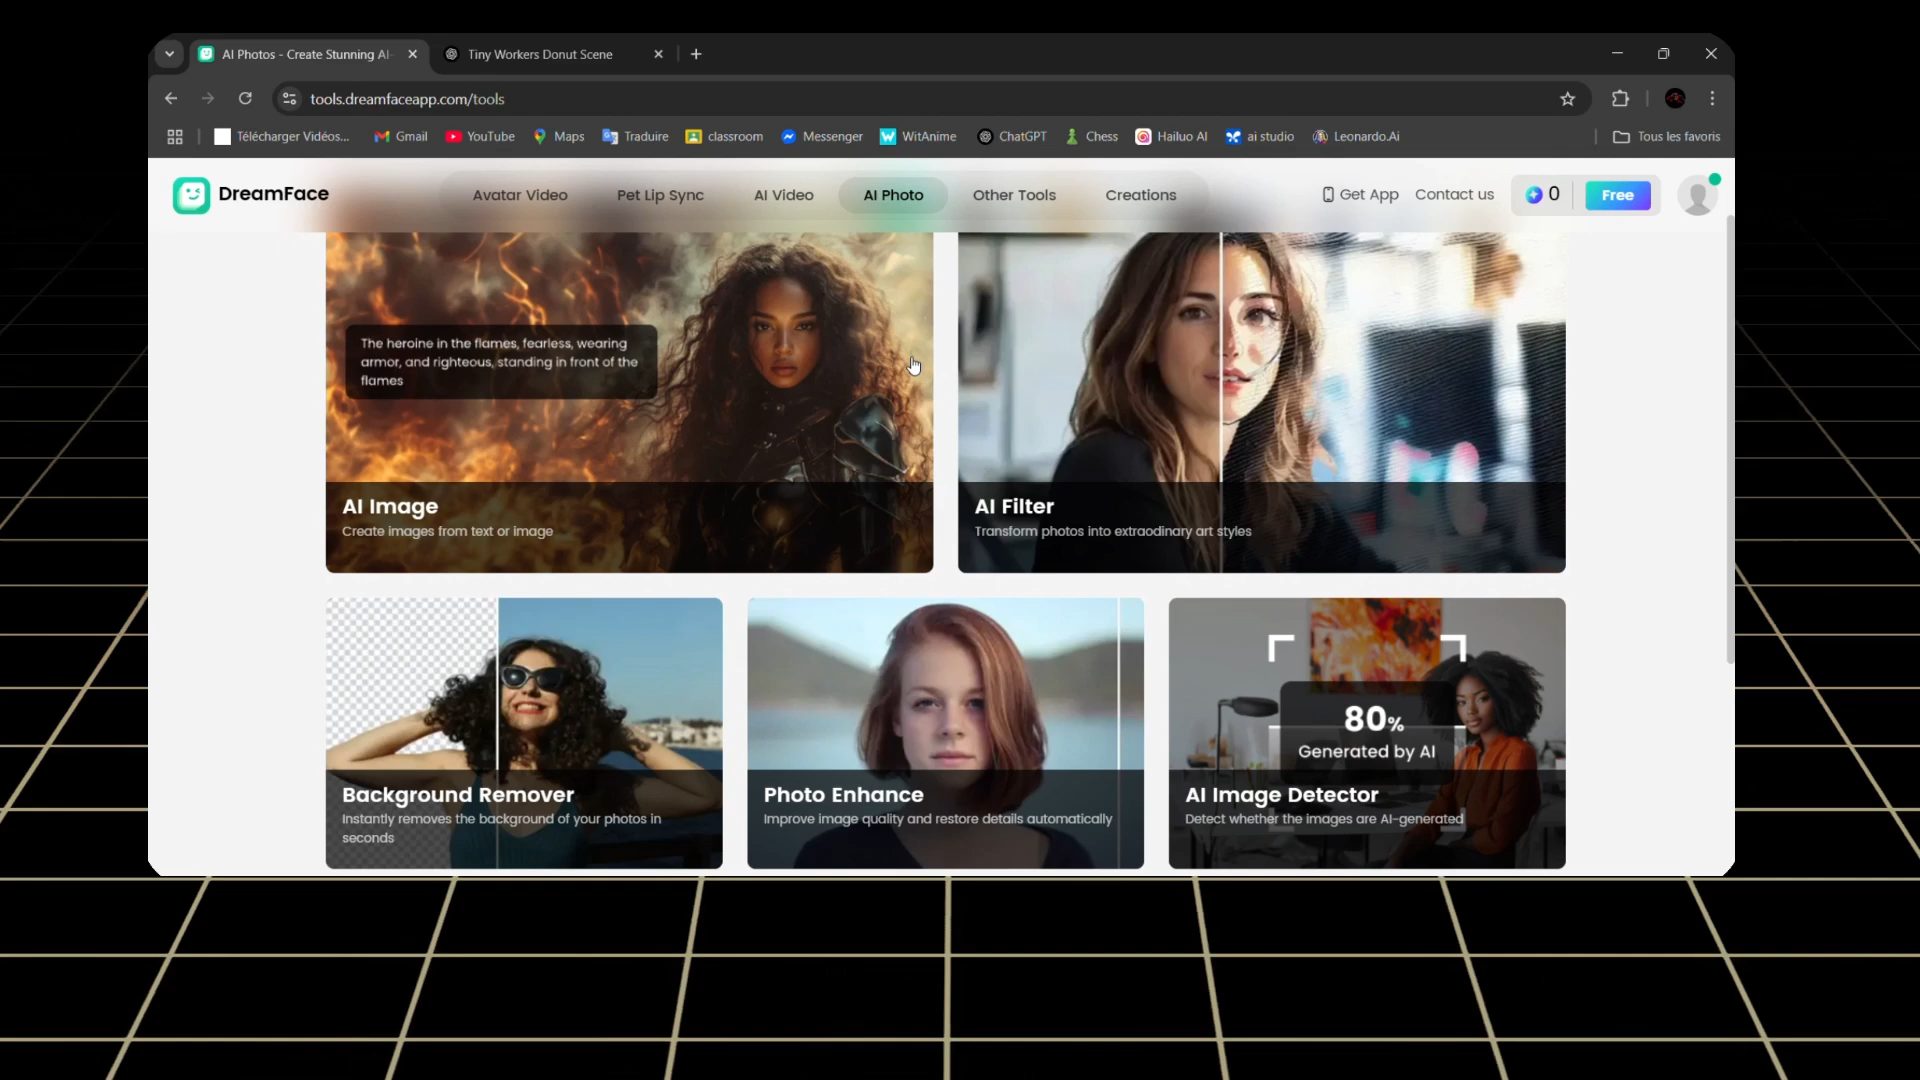 AI Photos - Create Stunning AI-
Tiny Workers Donut Scene
tools.dreamfaceapp.com/tools
Télécharger Vidéos...
Gmail
YouTube
Maps
Traduire
classroom
Messenger
WitAnime
ChatGPT
Chess
Hailuo AI
ai studio
Leonardo.Ai
Tous les favoris
DreamFace
Avatar Video
Pet Lip Sync
AI Video
AI Photo
Other Tools
Creations
Get App
Contact us
0
Free
The heroine in the flames, fearless, wearing
armor, and righteous, standing in front of the
flames
AI Image
Create images from text or image
AI Filter
Transform photos into extraodinary art styles
Background Remover
Instantly removes the background of your photos in
seconds
Photo Enhance
Improve image quality and restore details automatically
80%
Generated by AI
AI Image Detector
Detect whether the images are AI-generated